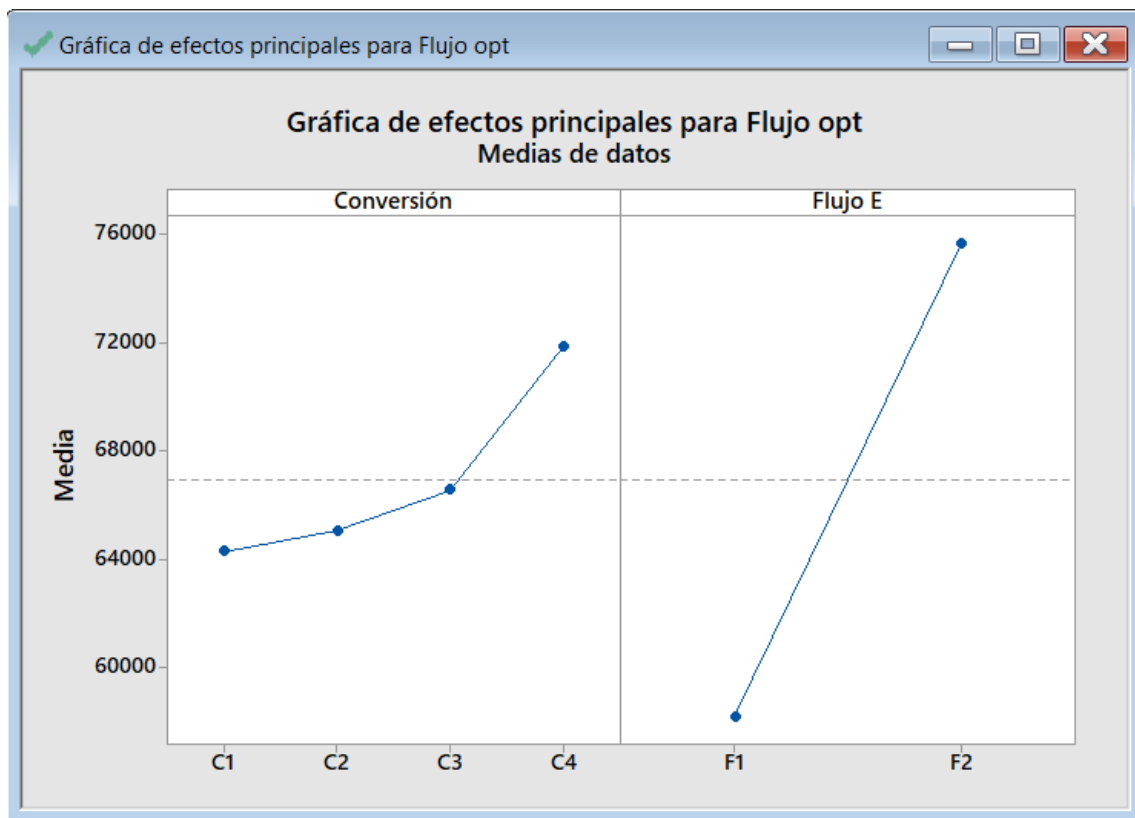 Gráfica de efectos principales para Flujo opt
Gráfica de efectos principales para Flujo opt
Medias de datos
Conversión
Flujo E
Media
76000
72000
68000
64000
60000
C1 C2 C3 C4 F1 F2